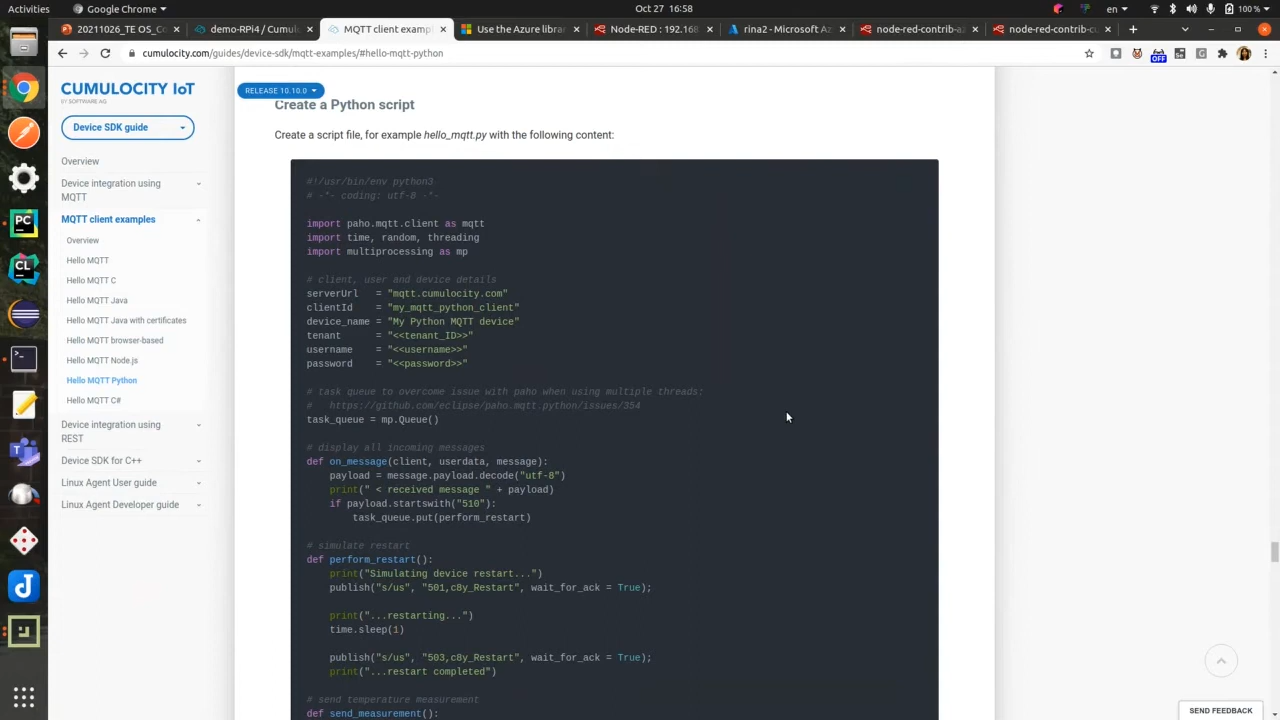 Activities
Google Chrome
Oct 27 16:58
en
100 %
20211026_TE OS_Co
demo-RPi4 / Cumulo
MQTT client example
Use the Azure librar
Node-RED : 192.168
rina2 - Microsoft Az
node-red-contrib-az
node-red-contrib-cu
cumulocity.com/guides/device-sdk/mqtt-examples/#hello-mqtt-python
OFF
CUMULOCITY IoT
BY SOFTWARE AG
Device SDK guide
Overview
Device integration using
MQTT
MQTT client examples
Overview
Hello MQTT
Hello MQTT C
Hello MQTT Java
Hello MQTT Java with certificates
Hello MQTT browser-based
Hello MQTT Node.js
Hello MQTT Python
Hello MQTT C#
Device integration using
REST
Device SDK for C++
Linux Agent User guide
Linux Agent Developer guide
RELEASE 10.10.0
Create a Python script
Create a script file, for example hello_mqtt.py with the following content:
#!/usr/bin/env python3
# -*- coding: utf-8 -*-
import paho.mqtt.client as mqtt
import time, random, threading
import multiprocessing as mp
# client, user and device details
serverUrl   = "mqtt.cumulocity.com"
clientId    = "my_mqtt_python_client"
device_name = "My Python MQTT device"
tenant      = "<<tenant_ID>>"
username    = "<<username>>"
password    = "<<password>>"
# task queue to overcome issue with paho when using multiple threads:
#   https://github.com/eclipse/paho.mqtt.python/issues/354
task_queue = mp.Queue()
# display all incoming messages
def on_message(client, userdata, message):
    payload = message.payload.decode("utf-8")
    print(" < received message " + payload)
    if payload.startswith("510"):
        task_queue.put(perform_restart)
# simulate restart
def perform_restart():
    print("Simulating device restart...")
    publish("s/us", "501,c8y_Restart", wait_for_ack = True);
    print("...restarting...")
    time.sleep(1)
    publish("s/us", "503,c8y_Restart", wait_for_ack = True);
    print("...restart completed")
# send temperature measurement
def send_measurement():
SEND FEEDBACK